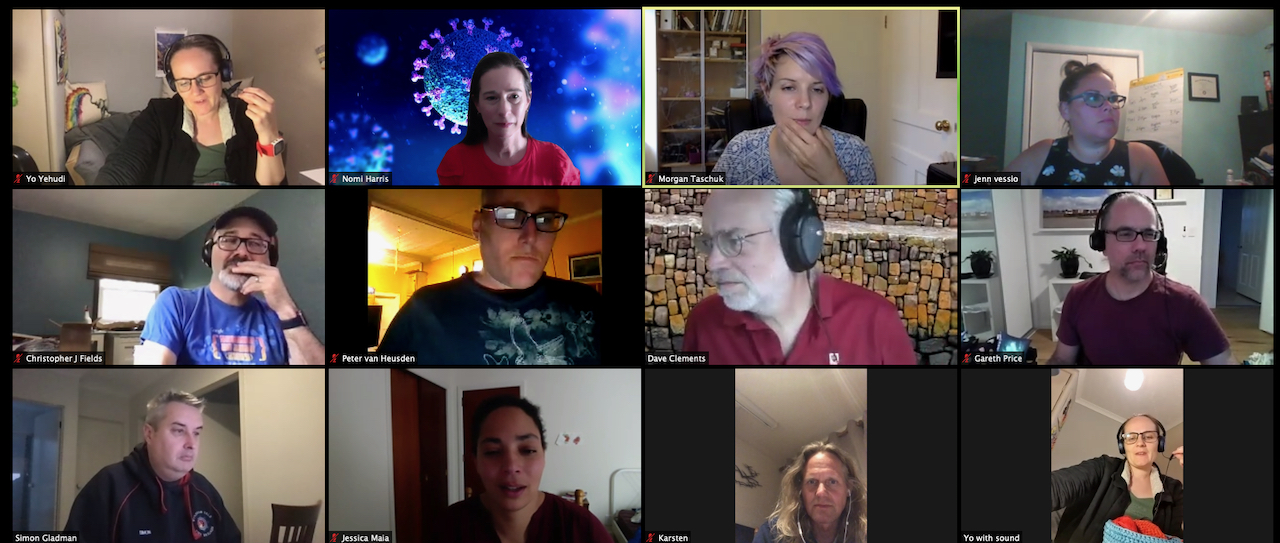 Yo Yehudi
Nomi Harris
Morgan Taschuk
Jenn vessio
Christopher J Fields
Peter van Heusden
Dave Clements
Gareth Price
Simon Gladman
Jessica Maia
Karsten
Yo with sound